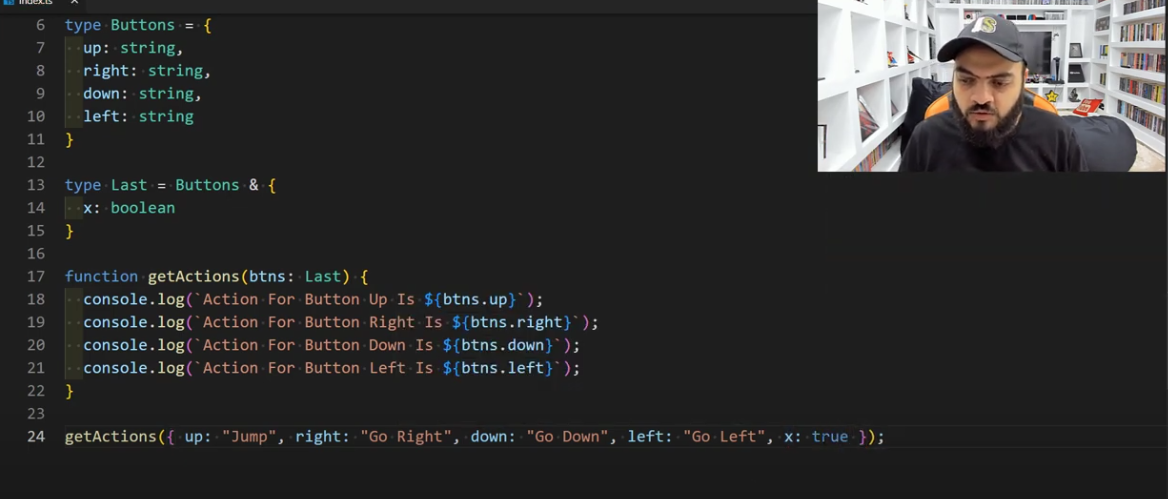 index.ts
6 type Buttons = {
7 up: string,
8 right: string,
9 down: string,
10 left: string
11 }
12
13 type Last = Buttons & {
14 x: boolean
15 }
16
17 function getActions(btns: Last) {
18 console.log(`Action For Button Up Is ${btns.up}`);
19 console.log(`Action For Button Right Is ${btns.right}`);
20 console.log(`Action For Button Down Is ${btns.down}`);
21 console.log(`Action For Button Left Is ${btns.left}`);
22 }
23
24 getActions({ up: "Jump", right: "Go Right", down: "Go Down", left: "Go Left", x: true });